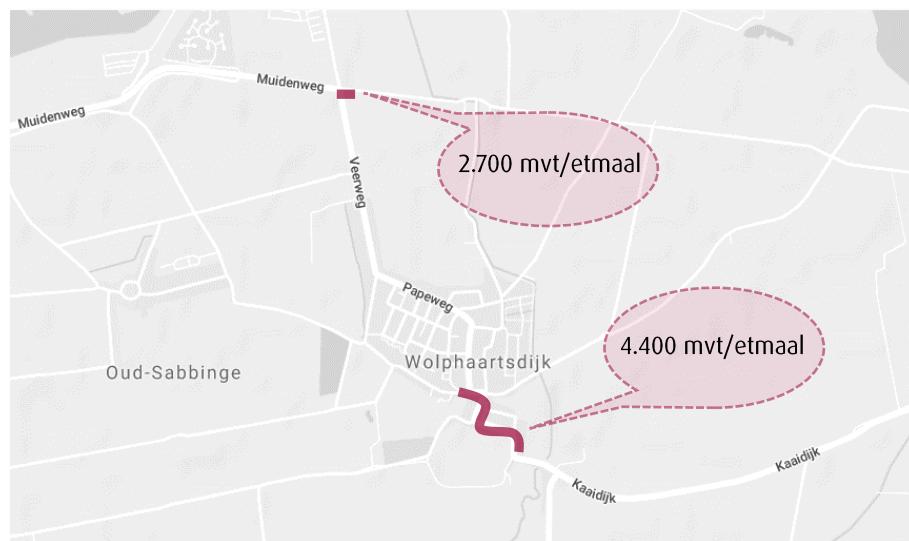 Muidenweg
Muidenweg
2.700 mvt/etmaal
Veerweg
Papeweg
4.400 mvt/etmaal
Wolphaartsdijk
Oud-Sabbinge
Kaaidijk
Kaaidijk